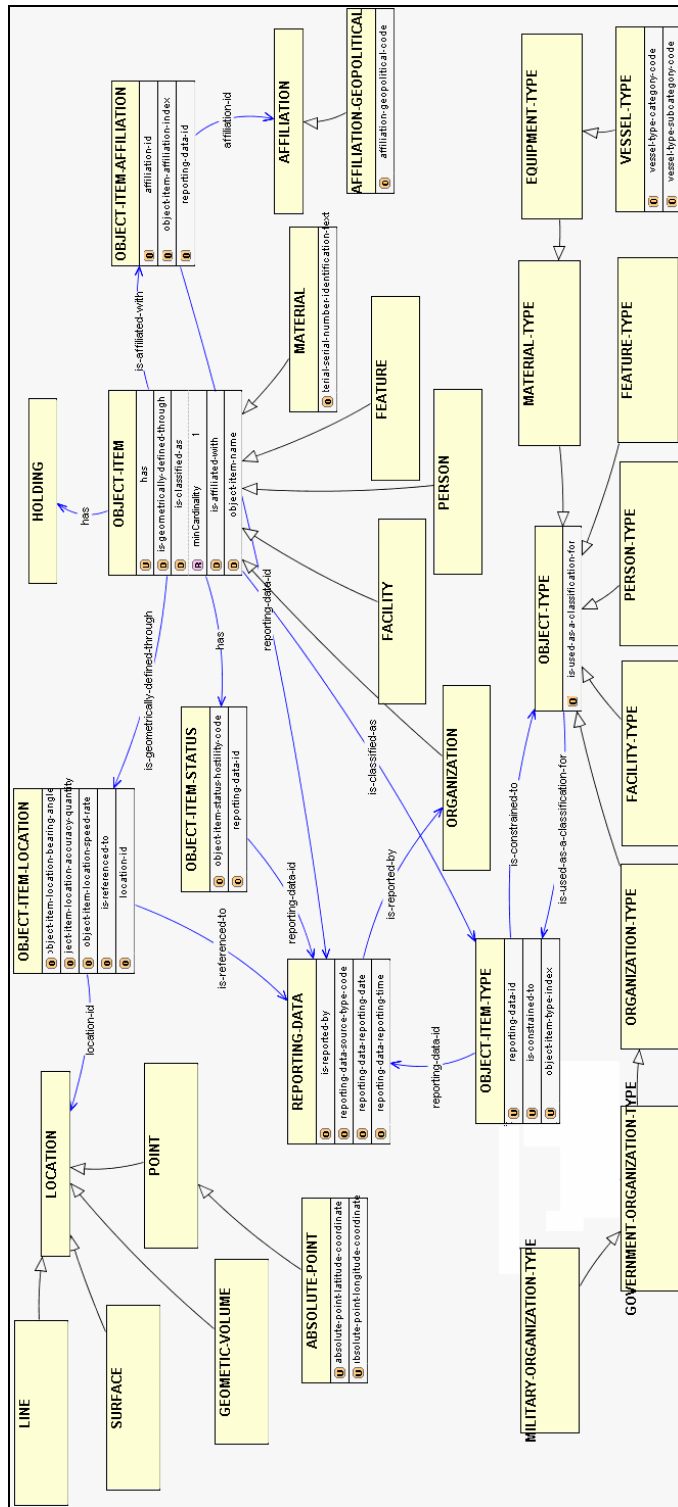 LINE
SURFACE
GEOMETIC-VOLUME
LOCATION
POINT
ABSOLUTE-POINT
U absolute-point-latitude-coordinate
U ibsolute-point-longitude-coordinate
location-id
OBJECT-ITEM-LOCATION
O object-item-location-bearing-angle
O ject-item-location-accuracy-quantity
O object-item-location-speed-rate
O is-referenced-to
O location-id
is-geometrically-defined-through
is-referenced-to
HOLDING
has
OBJECT-ITEM
U has
D is-geometrically-defined-through
D is-classified-as
R minCardinality 1
D is-affiliated-with
D object-item-name
is-affiliated-with
OBJECT-ITEM-AFFILIATION
O affiliation-id
O object-item-affiliation-index
O reporting-data-id
affiliation-id
AFFILIATION
AFFILIATION-GEOPOLITICAL
O affiliation-geopolitical-code
has
OBJECT-ITEM-STATUS
O object-item-status-hostility-code
O reporting-data-id
reporting-data-id
reporting-data-id
REPORTING-DATA
O is-reported-by
O reporting-data-source-type-code
O reporting-data-reporting-date
O reporting-data-reporting-time
is-reported-by
is-classified-as
MATERIAL
O terial-serial-number-identification-text
FEATURE
PERSON
FACILITY
ORGANIZATION
reporting-data-id
OBJECT-ITEM-TYPE
U reporting-data-id
U is-constrained-to
U object-item-type-index
is-constrained-to
is-used-as-a-classification-for
OBJECT-TYPE
O is-used-as-a-classification-for
MATERIAL-TYPE
EQUIPMENT-TYPE
VESSEL-TYPE
O vessel-type-category-code
O vessel-type-subcategory-code
MILITARY-ORGANIZATION-TYPE
GOVERNMENT-ORGANIZATION-TYPE
ORGANIZATION-TYPE
FACILITY-TYPE
PERSON-TYPE
FEATURE-TYPE